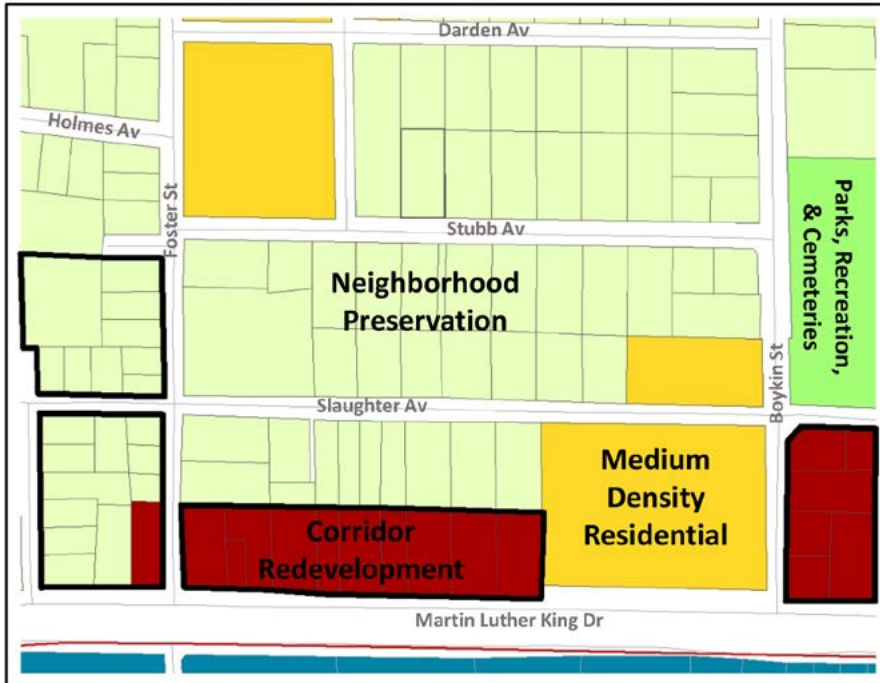 Darden Av
Holmes Av
Foster St
Stubb Av
Parks, Recreation,
& Cemeteries
Neighborhood
Preservation
Boykin St
Slaughter Av
Medium
Density
Residential
Corridor
Redevelopment
Martin Luther King Dr